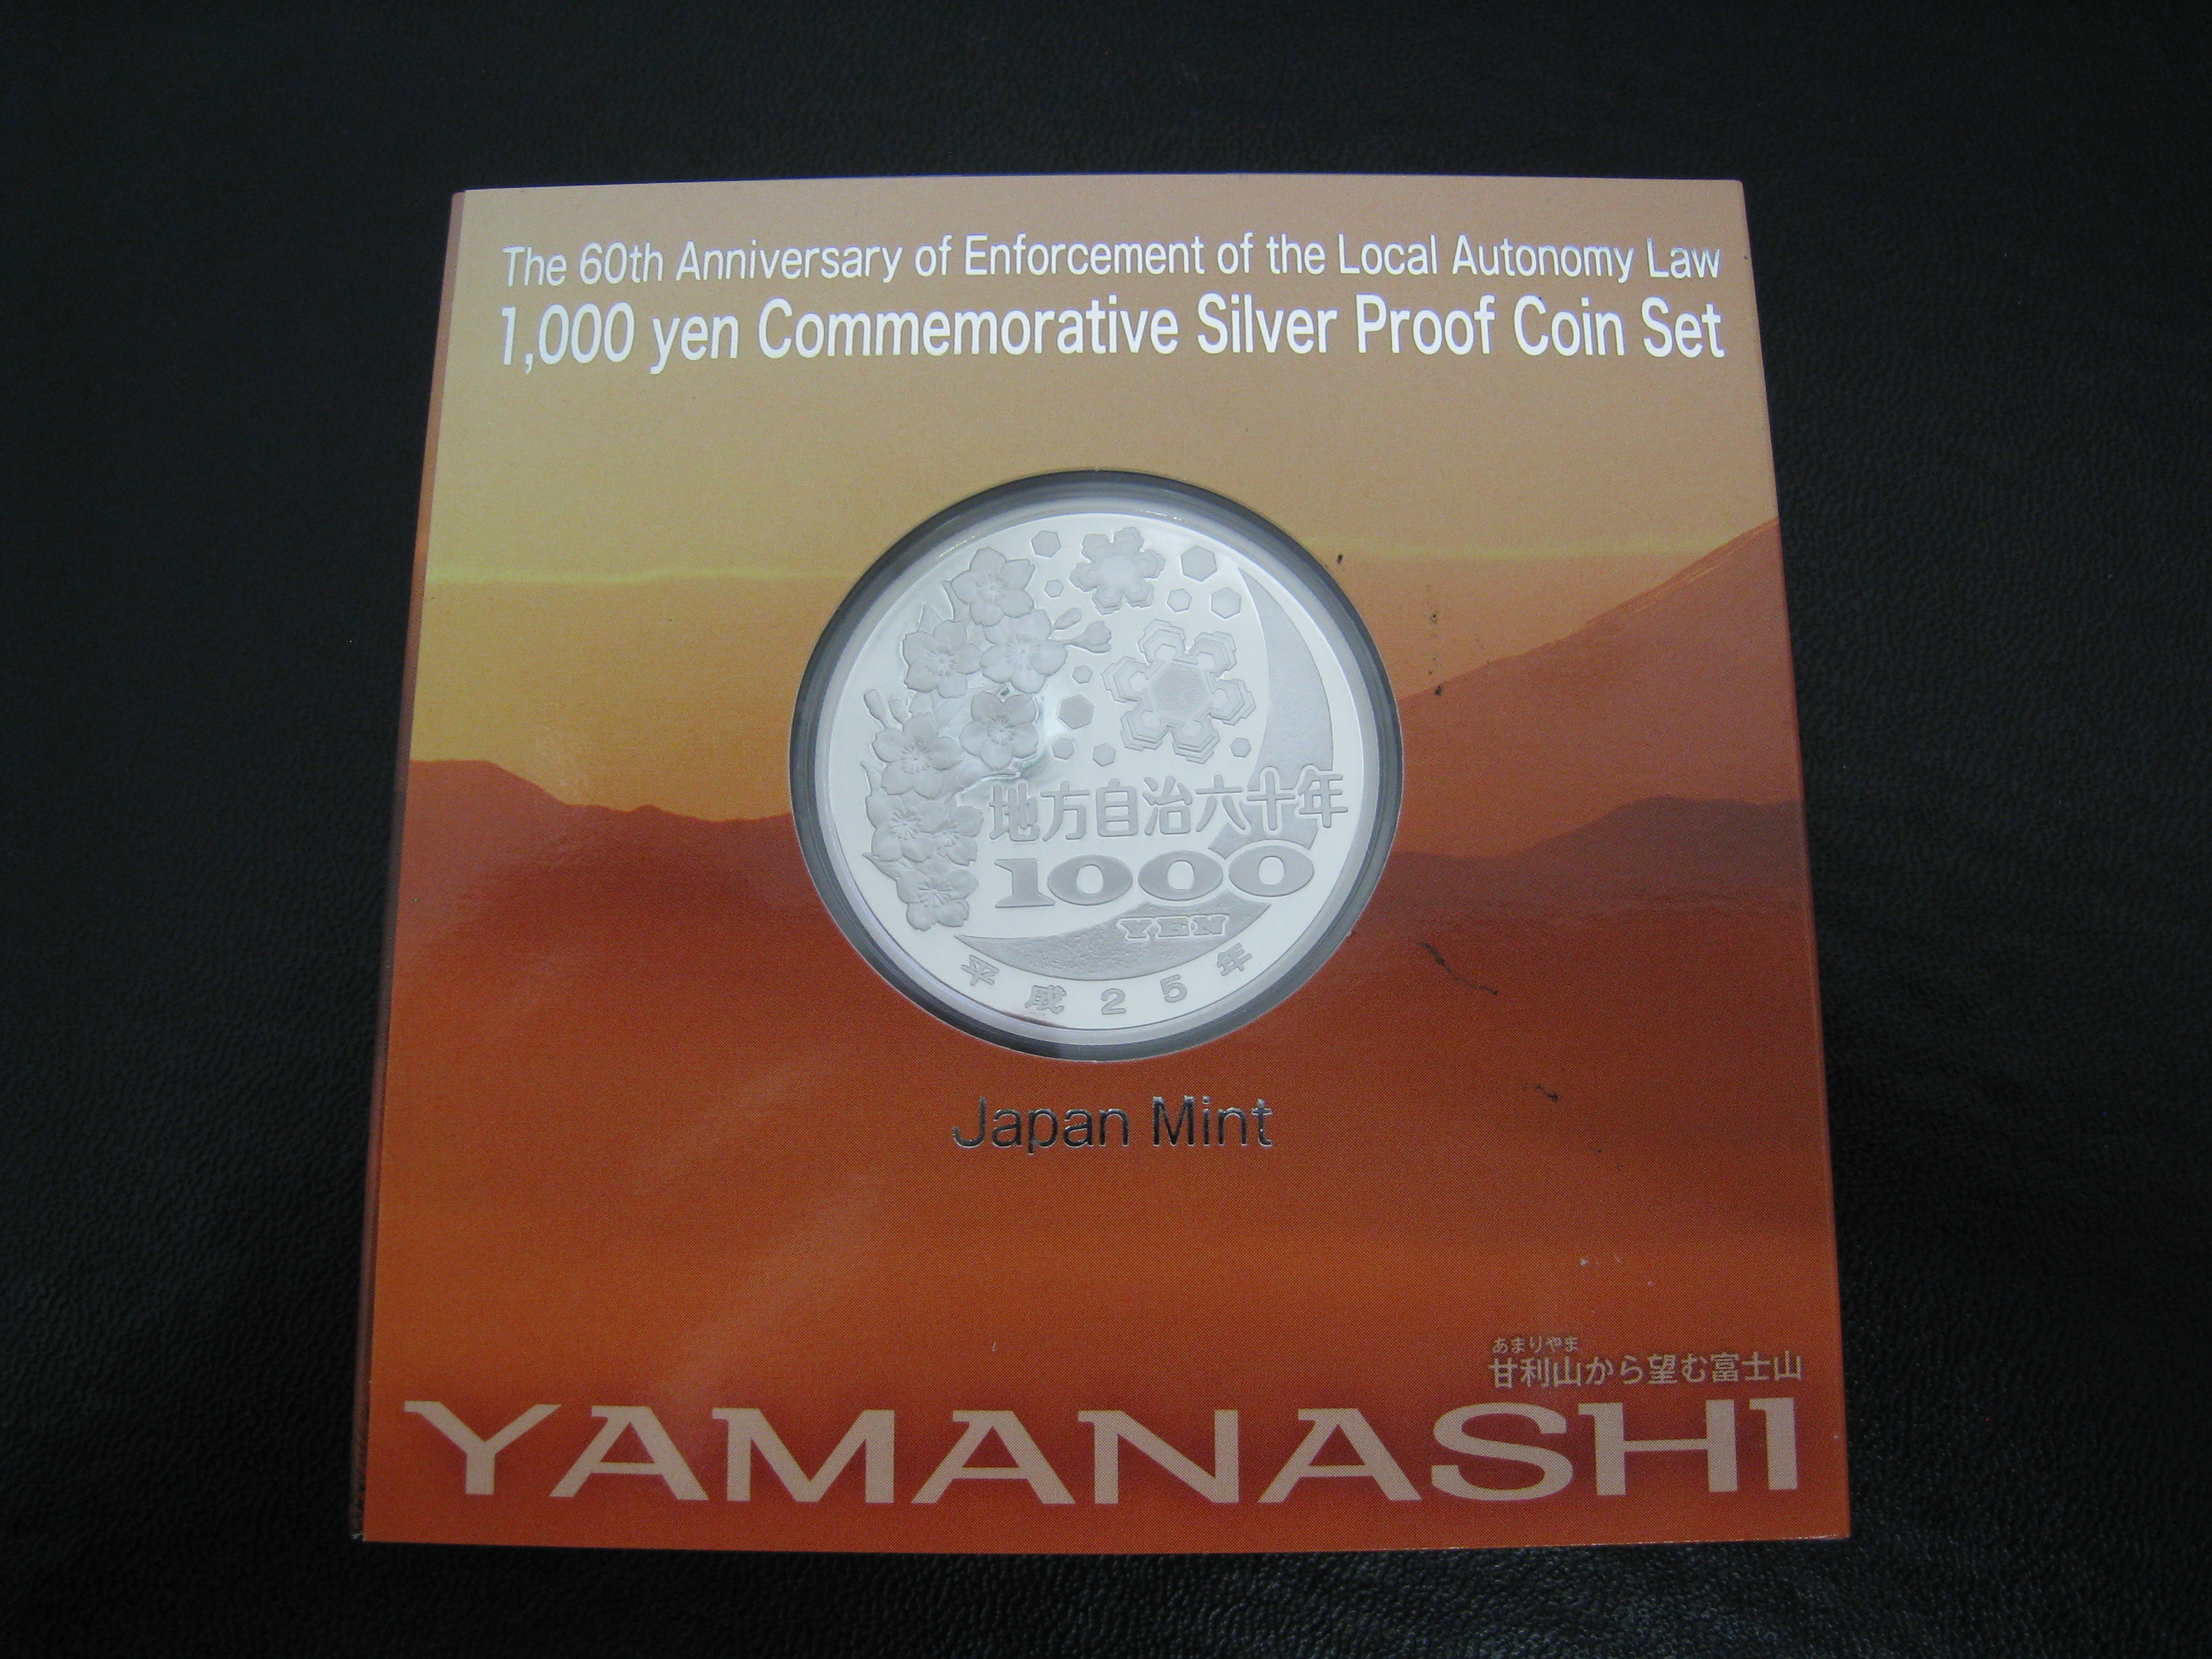 The 60th Anniversary of Enforcement of the Local Autonomy Law
1,000 yen Commemorative Silver Proof Coin Set
地方自治六十年
1000
YEN
平成25年
Japan Mint
あまりやま
甘利山から望む富士山
YAMANASHI